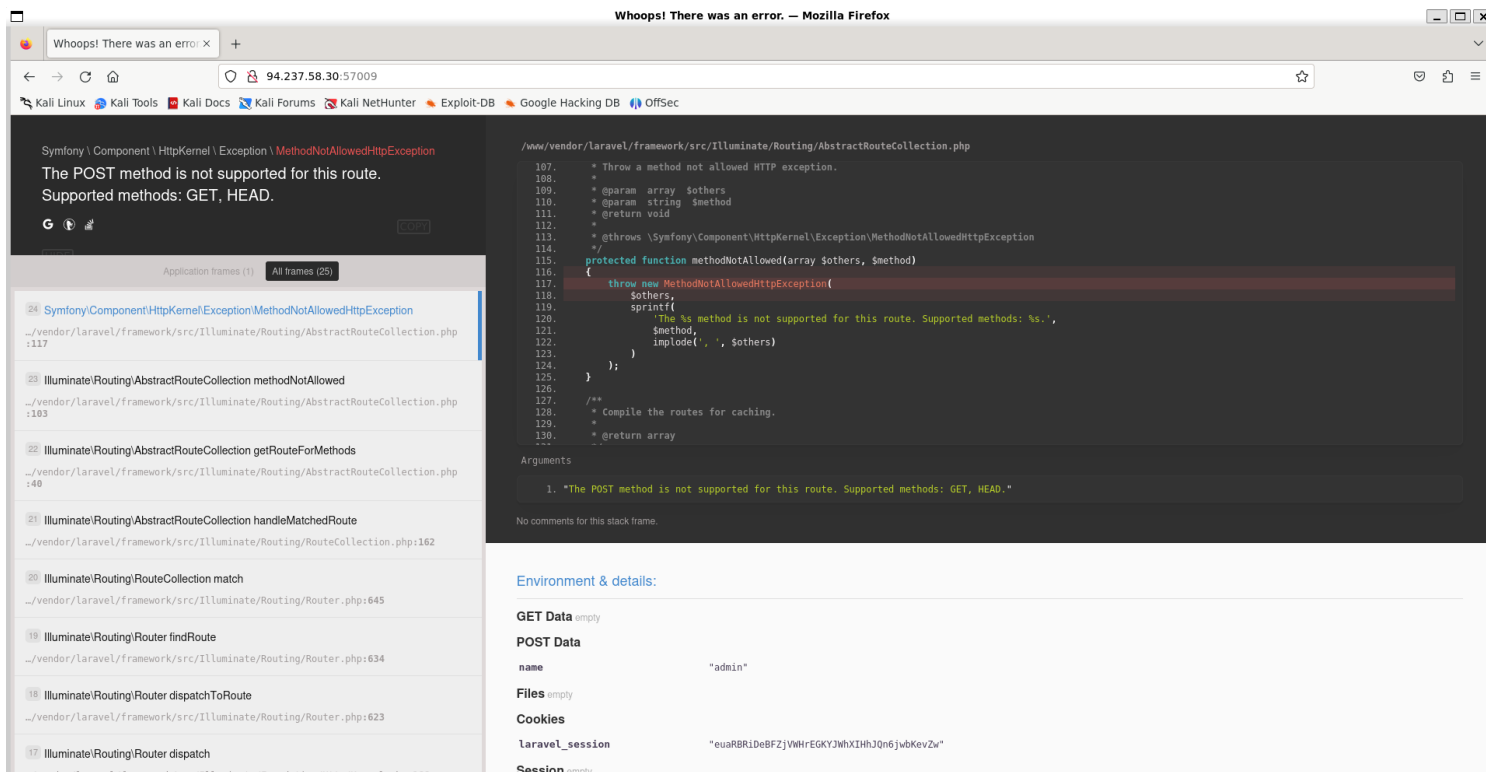 Whoops! There was an error. — Mozilla Firefox
Whoops! There was an error
94.237.58.30:57009
Kali Linux Kali Tools Kali Docs Kali Forums Kali NetHunter Exploit-DB Google Hacking DB OffSec
Symfony \ Component \ HttpKernel \ Exception \ MethodNotAllowedHttpException
The POST method is not supported for this route.
Supported methods: GET, HEAD.
COPY
Application frames (1) All frames (25)
24 Symfony\Component\HttpKernel\Exception\MethodNotAllowedHttpException
…/vendor/laravel/framework/src/Illuminate/Routing/AbstractRouteCollection.php
:117
23 Illuminate\Routing\AbstractRouteCollection methodNotAllowed
…/vendor/laravel/framework/src/Illuminate/Routing/AbstractRouteCollection.php
:103
22 Illuminate\Routing\AbstractRouteCollection getRouteForMethods
…/vendor/laravel/framework/src/Illuminate/Routing/AbstractRouteCollection.php
:40
21 Illuminate\Routing\AbstractRouteCollection handleMatchedRoute
…/vendor/laravel/framework/src/Illuminate/Routing/RouteCollection.php:162
20 Illuminate\Routing\RouteCollection match
…/vendor/laravel/framework/src/Illuminate/Routing/Router.php:645
19 Illuminate\Routing\Router findRoute
…/vendor/laravel/framework/src/Illuminate/Routing/Router.php:634
18 Illuminate\Routing\Router dispatchToRoute
…/vendor/laravel/framework/src/Illuminate/Routing/Router.php:623
17 Illuminate\Routing\Router dispatch
/www/vendor/laravel/framework/src/Illuminate/Routing/AbstractRouteCollection.php
107. * Throw a method not allowed HTTP exception.
108. *
109. * @param array $others
110. * @param string $method
111. * @return void
112. *
113. * @throws \Symfony\Component\HttpKernel\Exception\MethodNotAllowedHttpException
114. */
115. protected function methodNotAllowed(array $others, $method)
116. {
117. throw new MethodNotAllowedHttpException(
118. $others,
119. sprintf(
120. 'The %s method is not supported for this route. Supported methods: %s.',
121. $method,
122. implode(', ', $others)
123. )
124. );
125. }
126.
127. /**
128. * Compile the routes for caching.
129. *
130. * @return array
Arguments
1. "The POST method is not supported for this route. Supported methods: GET, HEAD."
No comments for this stack frame.
Environment & details:
GET Data empty
POST Data
name "admin"
Files empty
Cookies
laravel_session "euaRBRiDeBFZjVWHrEGKYJWhXIHhJQn6jwbKevZw"
Session empty